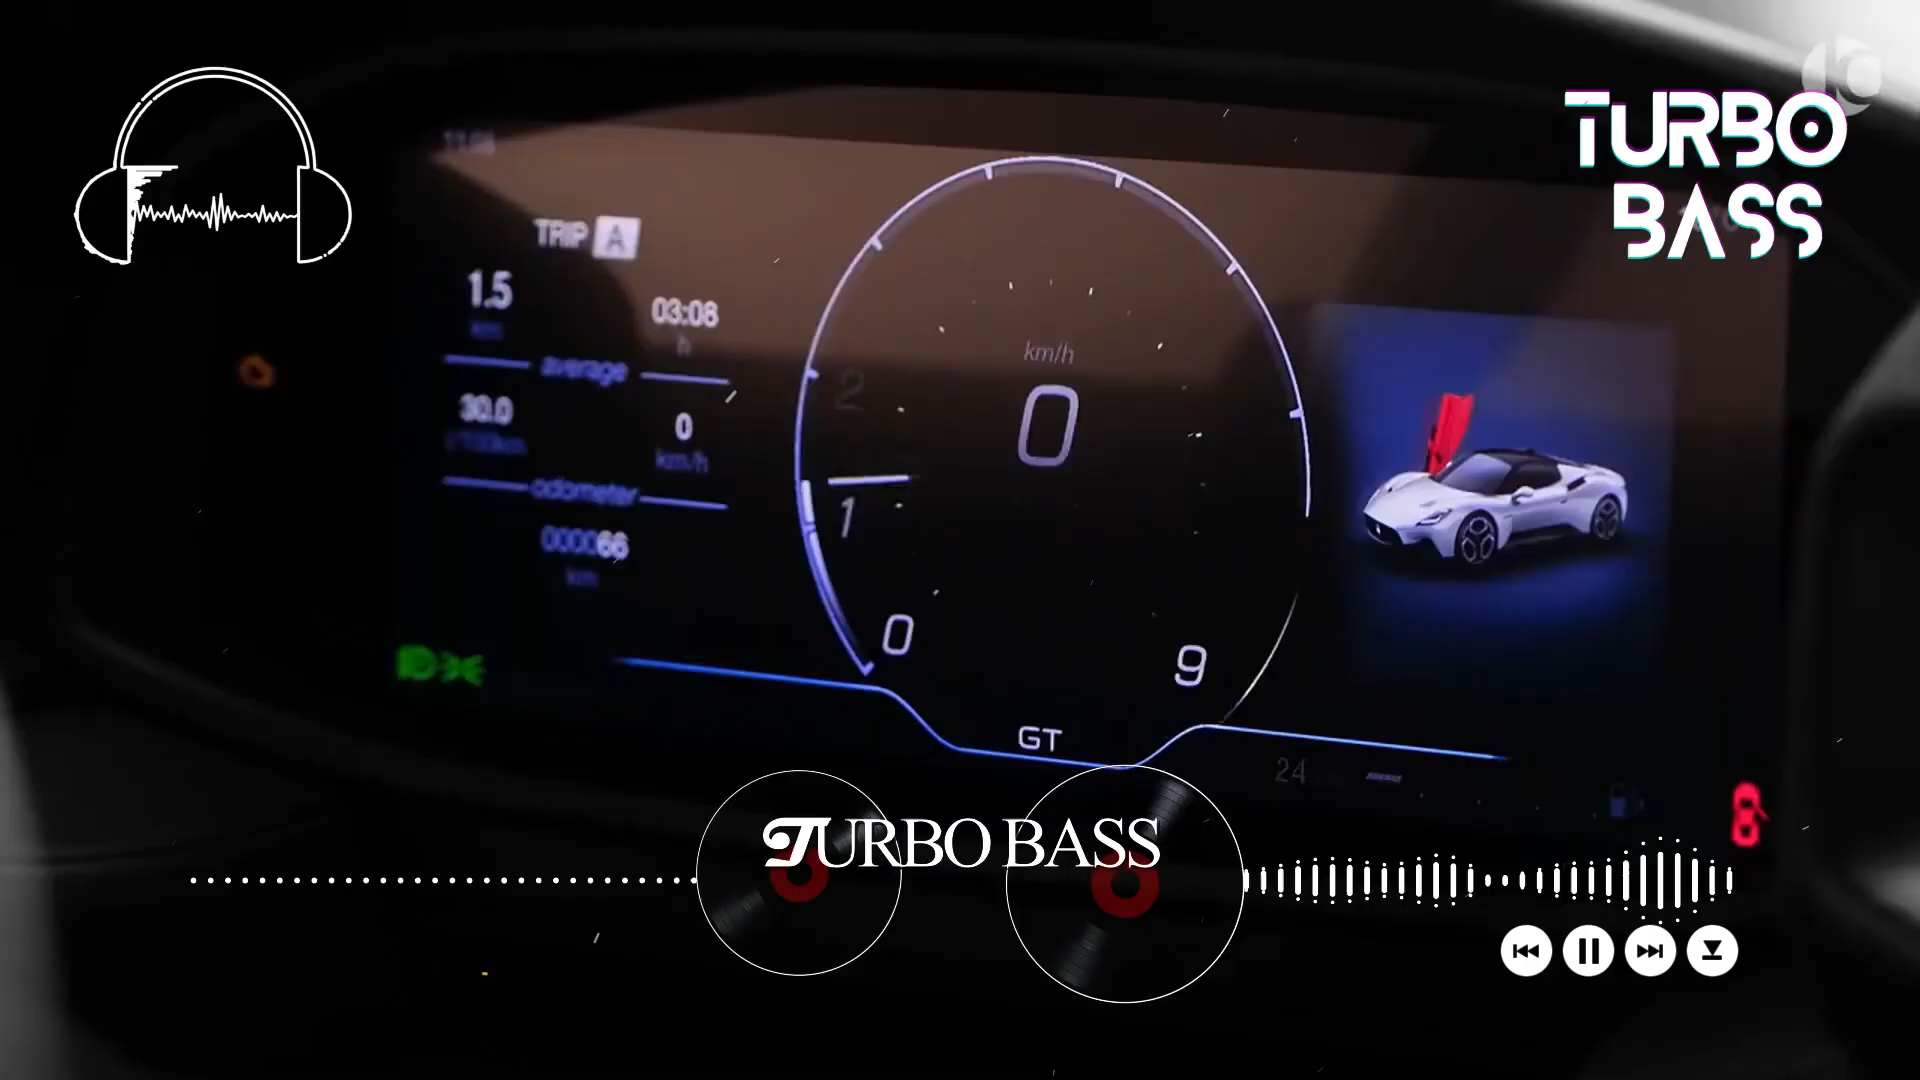 TURBO
BASS
TRIP A
1.5
km
03:08
h
average
30.0
l/100km
0
km/h
odometer
000066
km
km/h
0
2
1
0
9
GT
24
TURBO BASS